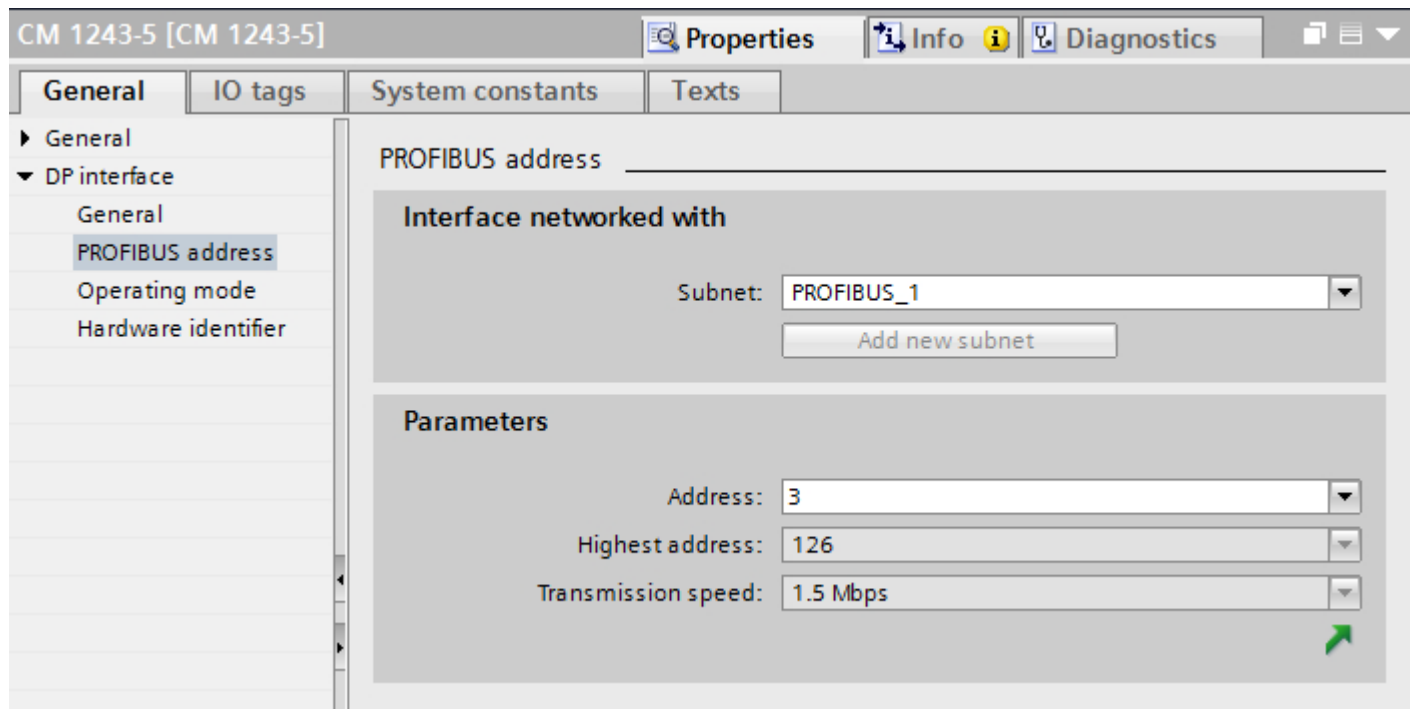 CM 1243-5 [CM 1243-5]
Properties Info Diagnostics
General IO tags System constants Texts
General
DP interface
General
PROFIBUS address
Operating mode
Hardware identifier
PROFIBUS address
Interface networked with
Subnet: PROFIBUS_1
Add new subnet
Parameters
Address: 3
Highest address: 126
Transmission speed: 1.5 Mbps